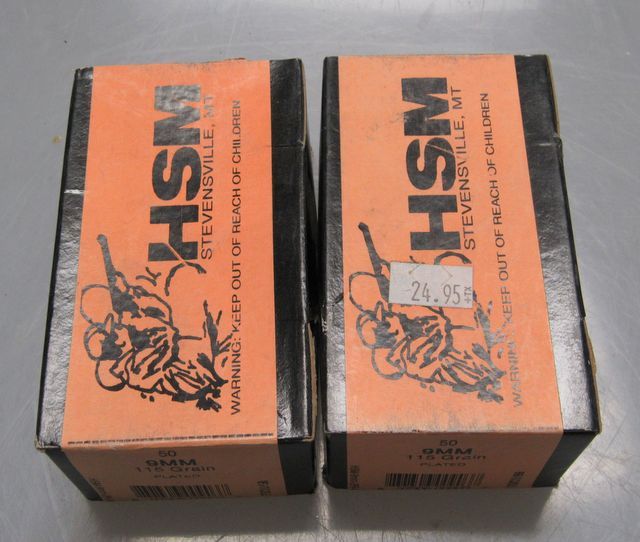 HSM
STEVENSVILLE, MT
WARNING: KEEP OUT OF REACH OF CHILDREN
50
9MM
115 Grain
PLATED
HSM
STEVENSVILLE, MT
WARNING: KEEP OUT OF REACH OF CHILDREN
24.95
+TX
50
9MM
115 Grain
PLATED